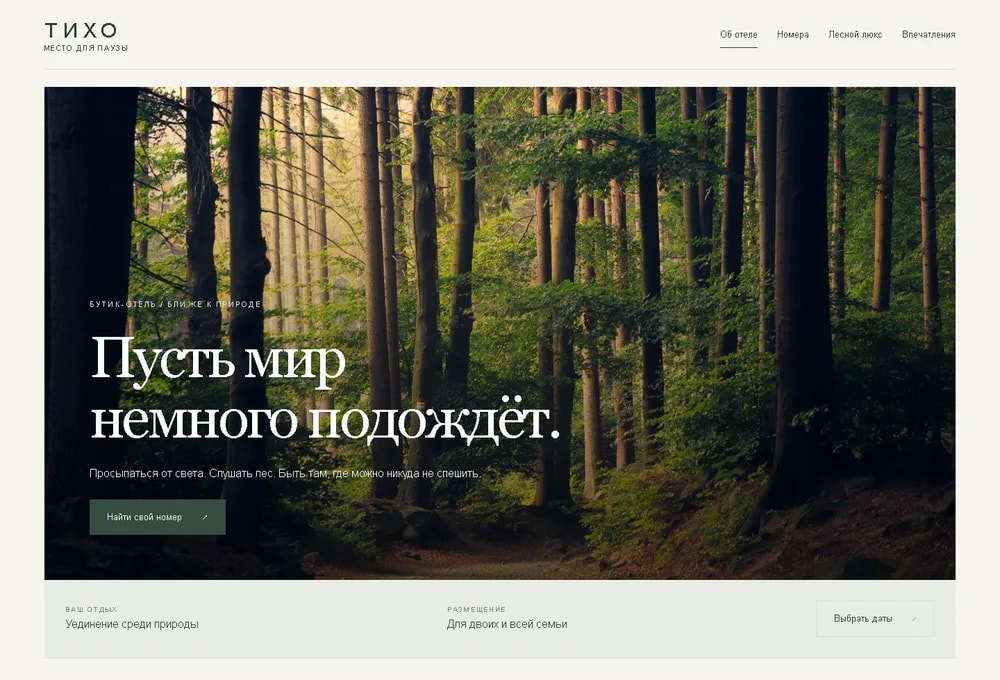 ТИХО
МЕСТО ДЛЯ ПАУЗЫ
Об отеле
Номера
Лесной люкс
Впечатления
БУТИК-ОТЕЛЬ / БЛИЖЕ К ПРИРОДЕ
Пусть мир
немного подождёт.
Просыпаться от света. Слушать лес. Быть там, где можно никуда не спешить.
Найти свой номер ↗
ВАШ ОТДЫХ
Уединение среди природы
РАЗМЕЩЕНИЕ
Для двоих и всей семьи
Выбрать даты ↗